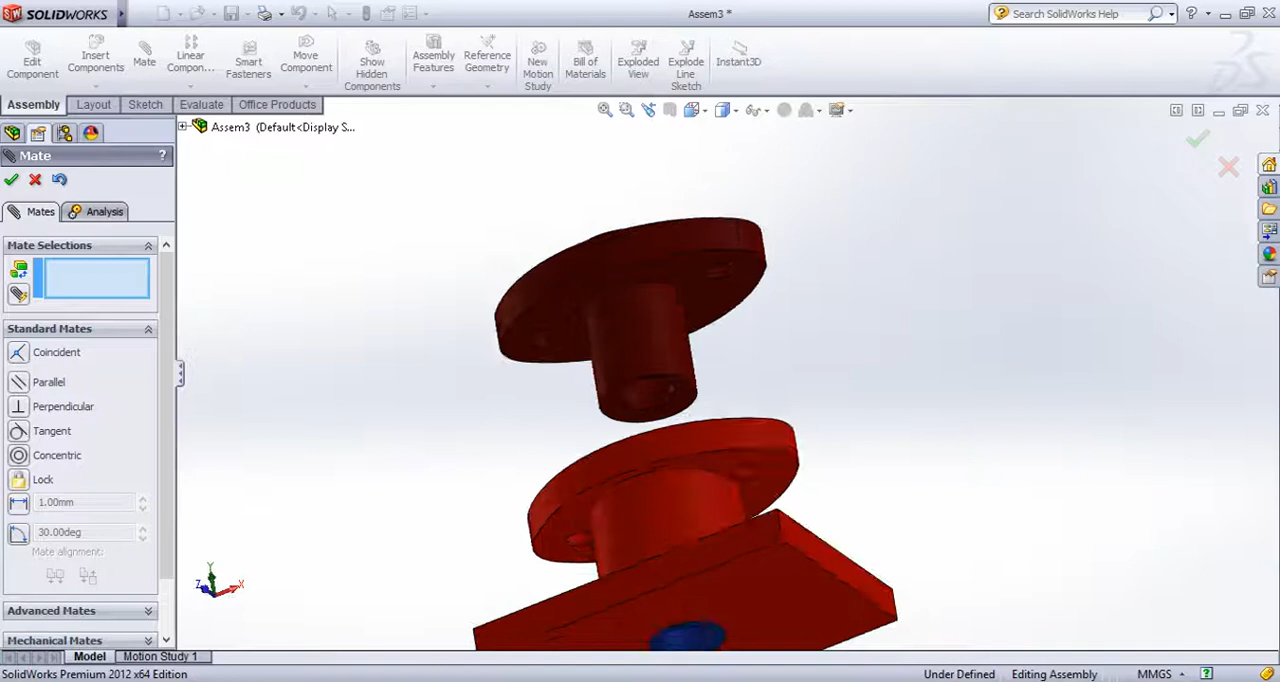 SOLIDWORKS
Assem3 *
Search SolidWorks Help
Edit Component
Insert Components
Mate
Linear Compon...
Smart Fasteners
Move Component
Show Hidden Components
Assembly Features
Reference Geometry
New Motion Study
Bill of Materials
Exploded View
Explode Line Sketch
Instant3D
Assembly Layout Sketch Evaluate Office Products
Assem3 (Default<Display S...
Mate ?
Mates Analysis
Mate Selections
Standard Mates
Coincident
Parallel
Perpendicular
Tangent
Concentric
Lock
1.00mm
30.00deg
Mate alignment:
Advanced Mates
Mechanical Mates
Y
Z X
Model Motion Study 1
SolidWorks Premium 2012 x64 Edition Under Defined Editing Assembly MMGS ?